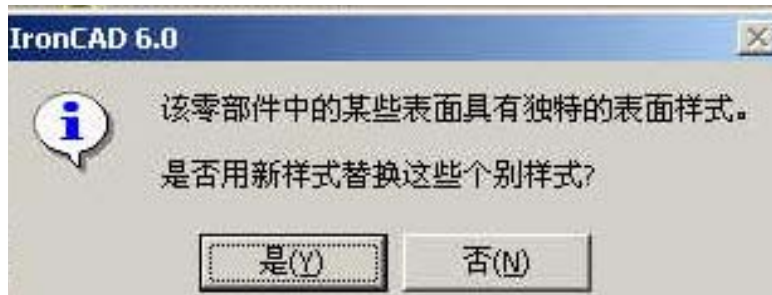 IronCAD 6.0
该零部件中的某些表面具有独特的表面样式。
是否用新样式替换这些个别样式?
是(Y)
否(N)